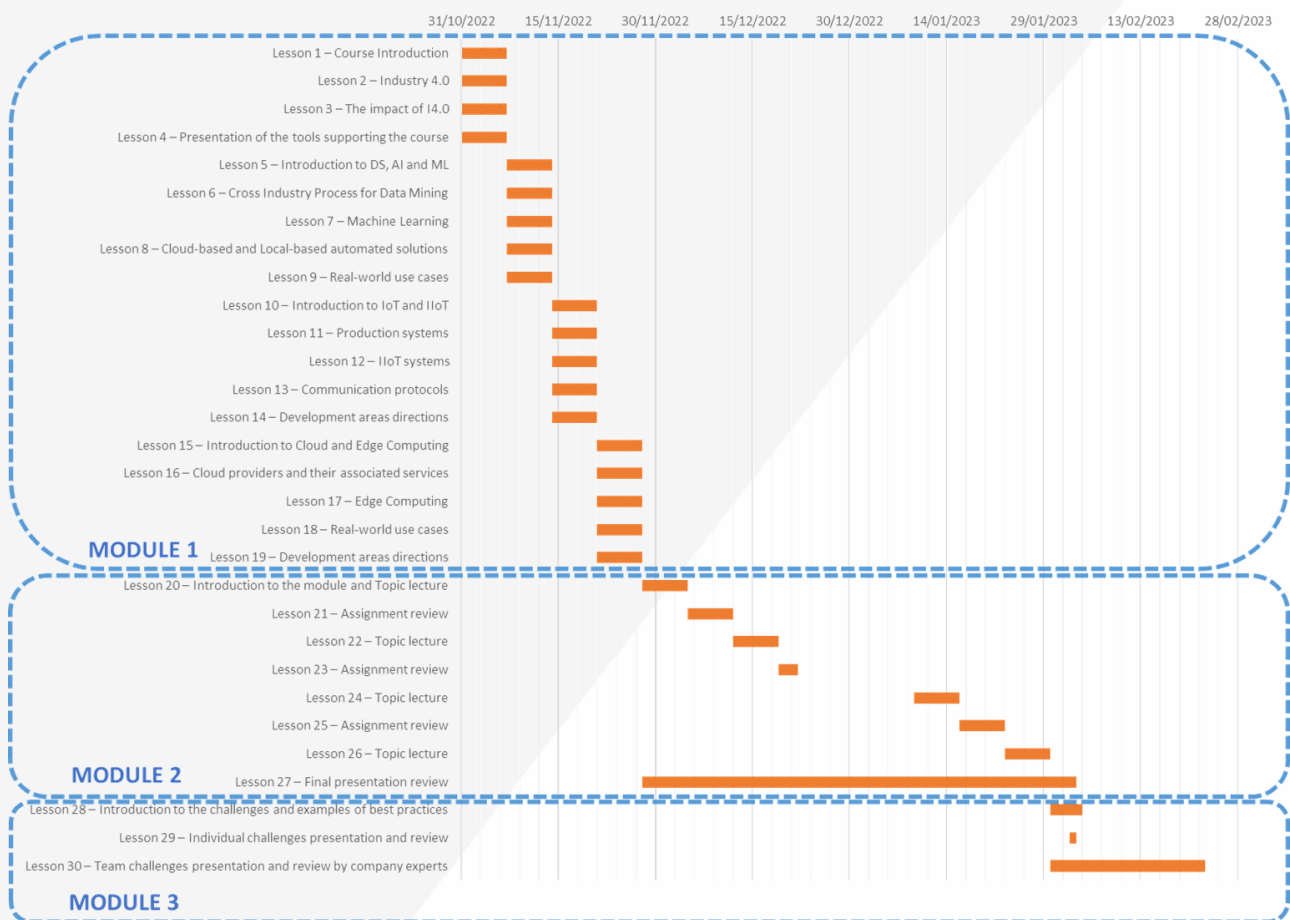 31/10/2022 15/11/2022 30/11/2022 15/12/2022 30/12/2022 14/01/2023 29/01/2023 13/02/2023 28/02/2023
Lesson 1 – Course Introduction
Lesson 2 – Industry 4.0
Lesson 3 – The impact of I4.0
Lesson 4 – Presentation of the tools supporting the course
Lesson 5 – Introduction to DS, AI and ML
Lesson 6 – Cross Industry Process for Data Mining
Lesson 7 – Machine Learning
Lesson 8 – Cloud-based and Local-based automated solutions
Lesson 9 – Real-world use cases
Lesson 10 – Introduction to IoT and IIoT
Lesson 11 – Production systems
Lesson 12 – IIoT systems
Lesson 13 – Communication protocols
Lesson 14 – Development areas directions
Lesson 15 – Introduction to Cloud and Edge Computing
Lesson 16 – Cloud providers and their associated services
Lesson 17 – Edge Computing
Lesson 18 – Real-world use cases
MODULE 1
Lesson 19 – Development areas directions
Lesson 20 – Introduction to the module and Topic lecture
Lesson 21 – Assignment review
Lesson 22 – Topic lecture
Lesson 23 – Assignment review
Lesson 24 – Topic lecture
Lesson 25 – Assignment review
Lesson 26 – Topic lecture
MODULE 2
Lesson 27 – Final presentation review
Lesson 28 – Introduction to the challenges and examples of best practices
Lesson 29 – Individual challenges presentation and review
Lesson 30 – Team challenges presentation and review by company experts
MODULE 3